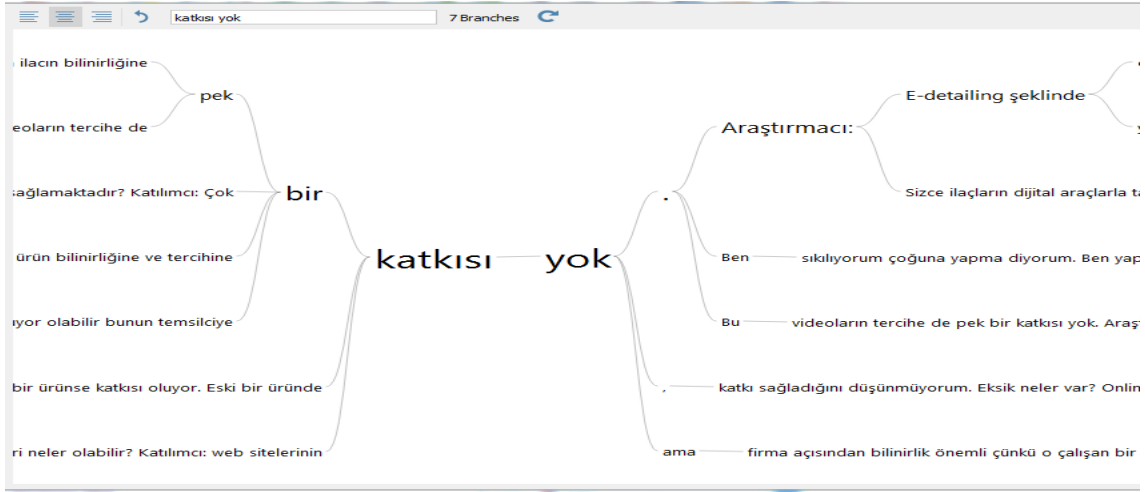 katkısı yok
7 Branches
ilacın bilinirliğine
pek
eoların tercihe de
sağlamaktadır? Katılımcı: Çok
bir
ürün bilinirliğine ve tercihine
ıyor olabilir bunun temsilciye
bir ürünse katkısı oluyor. Eski bir üründe
ri neler olabilir? Katılımcı: web sitelerinin
katkısı
yok
.
Araştırmacı:
E-detailing şeklinde
Sizce ilaçların dijital araçlarla ta
Ben
sıkılıyorum çoğuna yapma diyorum. Ben yap
Bu
videoların tercihe de pek bir katkısı yok. Araşt
,
katkı sağladığını düşünmüyorum. Eksik neler var? Onlin
ama
firma açısından bilinirlik önemli çünkü o çalışan bir